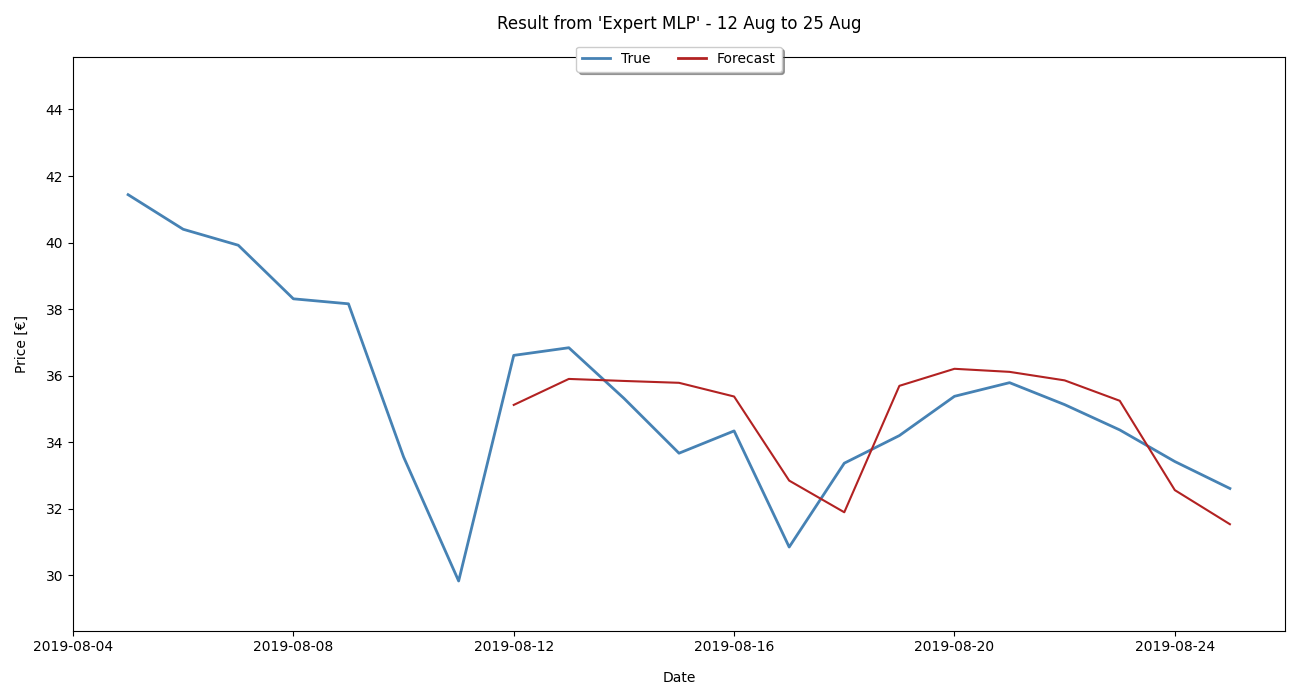 Result from 'Expert MLP' - 12 Aug to 25 Aug
True Forecast
44
42
40
38
36
34
32
30
Price [€]
2019-08-04 2019-08-08 2019-08-12 2019-08-16 2019-08-20 2019-08-24
Date